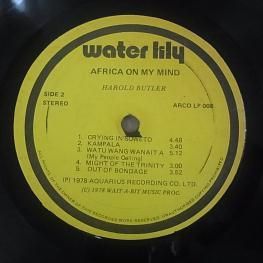 water lily
AFRICA ON MY MIND
HAROLD BUTLER
SIDE 2
STEREO
ARCO LP 008
1. CRYING IN SOWETO 4.48
2. KAMPALA 3.40
3. WATU WANG WANAIT A 5.12
(My People Calling)
4. MIGHT OF THE TRINITY 3.00
5. OUT OF BONDAGE 3.52
(P) 1978 AQUARIUS RECORDING CO. LTD.
(C) 1978 WAIT-A-BIT MUSIC PROC.